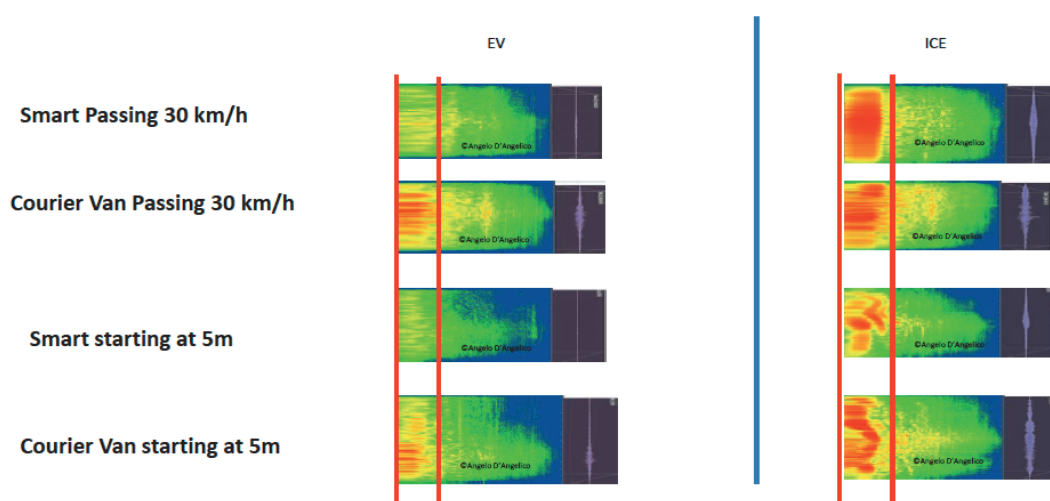 EV
ICE
Smart Passing 30 km/h
©Angelo D'Angelico
©Angelo D'Angelico
Courier Van Passing 30 km/h
©Angelo D'Angelico
©Angelo D'Angelico
Smart starting at 5m
©Angelo D'Angelico
©Angelo D'Angelico
Courier Van starting at 5m
©Angelo D'Angelico
©Angelo D'Angelico